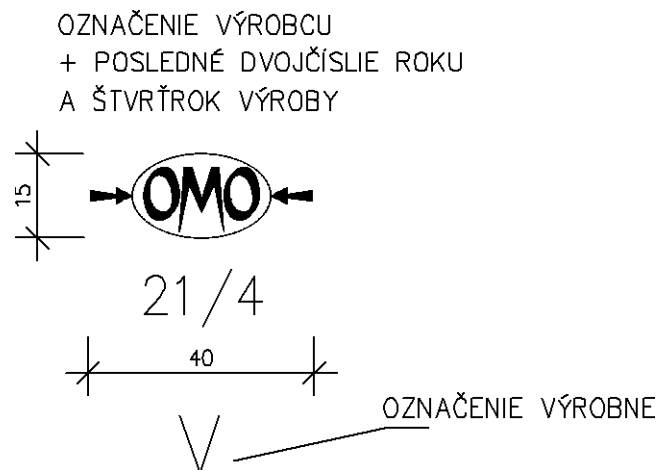 OZNAČENIE VÝROBCU
+ POSLEDNÉ DVOJČÍSLIE ROKU
A ŠTVRŤROK VÝROBY
15
OMO
21/4
40
V
OZNAČENIE VÝROBNE